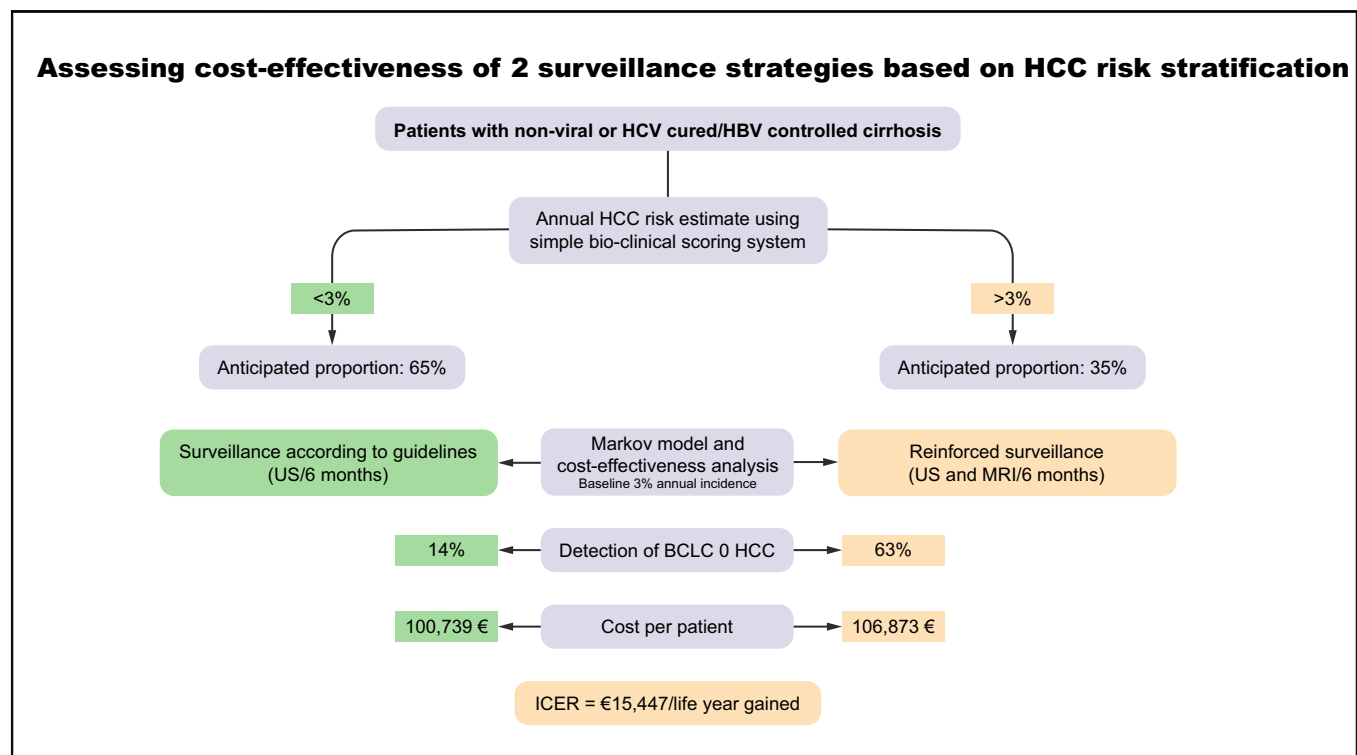 Assessing cost-effectiveness of 2 surveillance strategies based on HCC risk stratification
Patients with non-viral or HCV cured/HBV controlled cirrhosis
Annual HCC risk estimate using
simple bio-clinical scoring system
<3%
>3%
Anticipated proportion: 65%
Anticipated proportion: 35%
Surveillance according to guidelines
(US/6 months)
Markov model and
cost-effectiveness analysis
Baseline 3% annual incidence
Reinforced surveillance
(US and MRI/6 months)
14%
Detection of BCLC 0 HCC
63%
100,739 €
Cost per patient
106,873 €
ICER = €15,447/life year gained